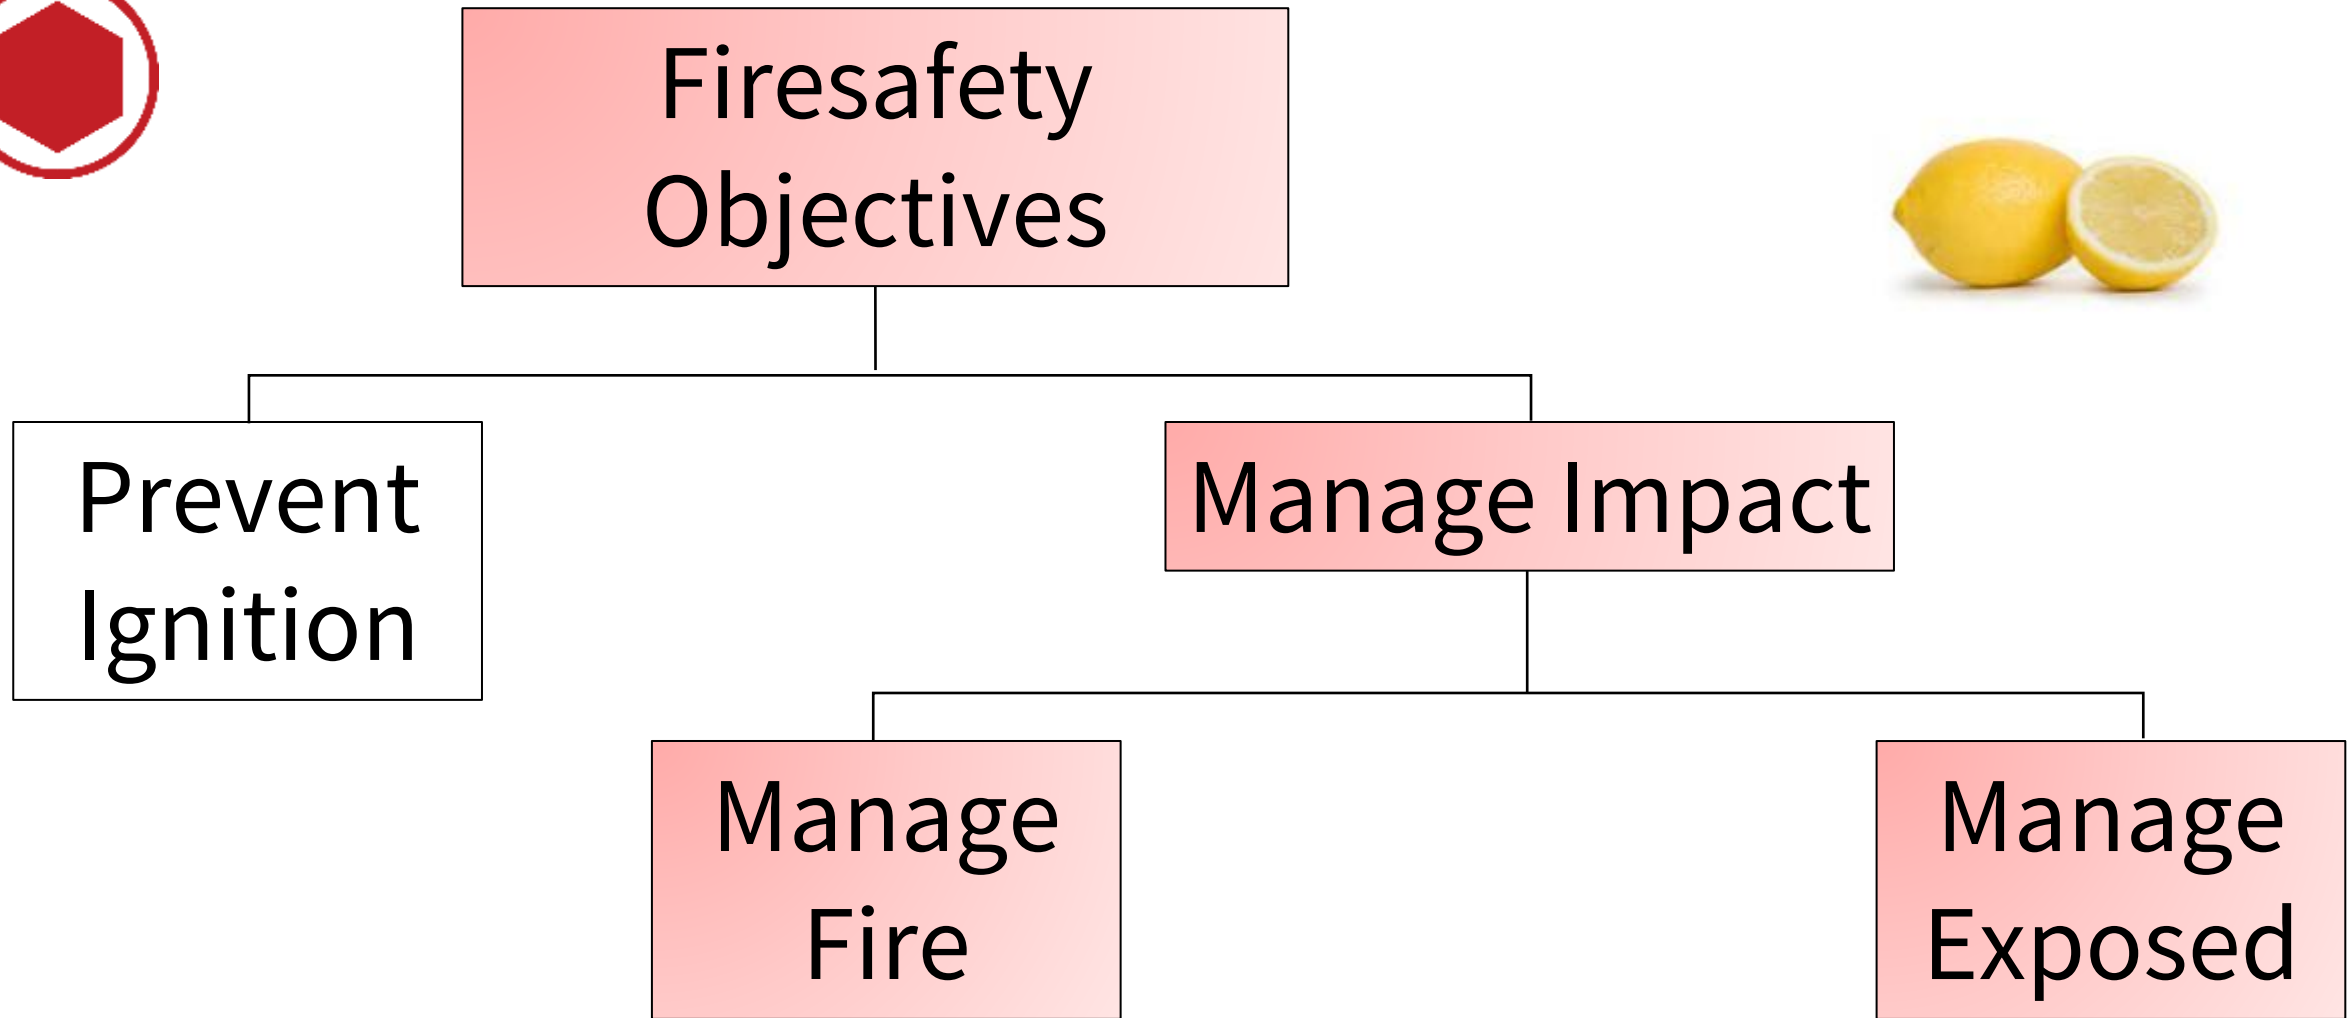 Firesafety
Objectives
Prevent
Ignition
Manage Impact
Manage
Fire
Manage
Exposed